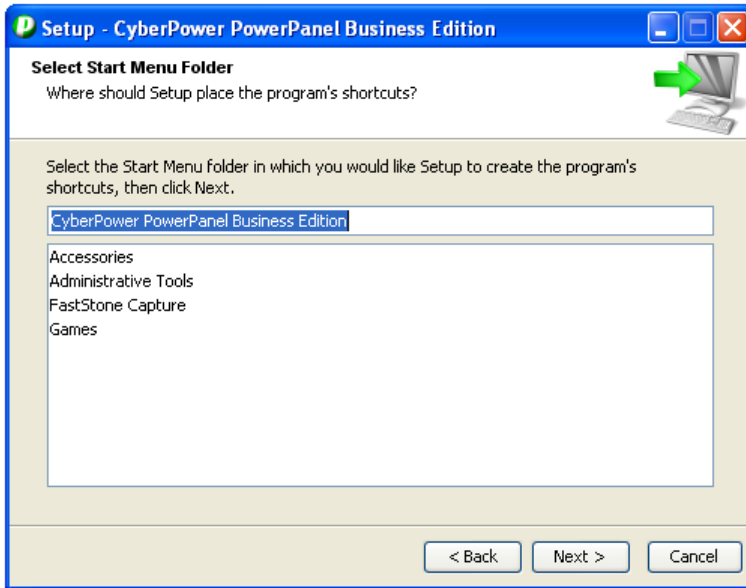 Setup - CyberPower PowerPanel Business Edition
Select Start Menu Folder
Where should Setup place the program's shortcuts?
Select the Start Menu folder in which you would like Setup to create the program's
shortcuts, then click Next.
CyberPower PowerPanel Business Edition
Accessories
Administrative Tools
FastStone Capture
Games
< Back
Next >
Cancel